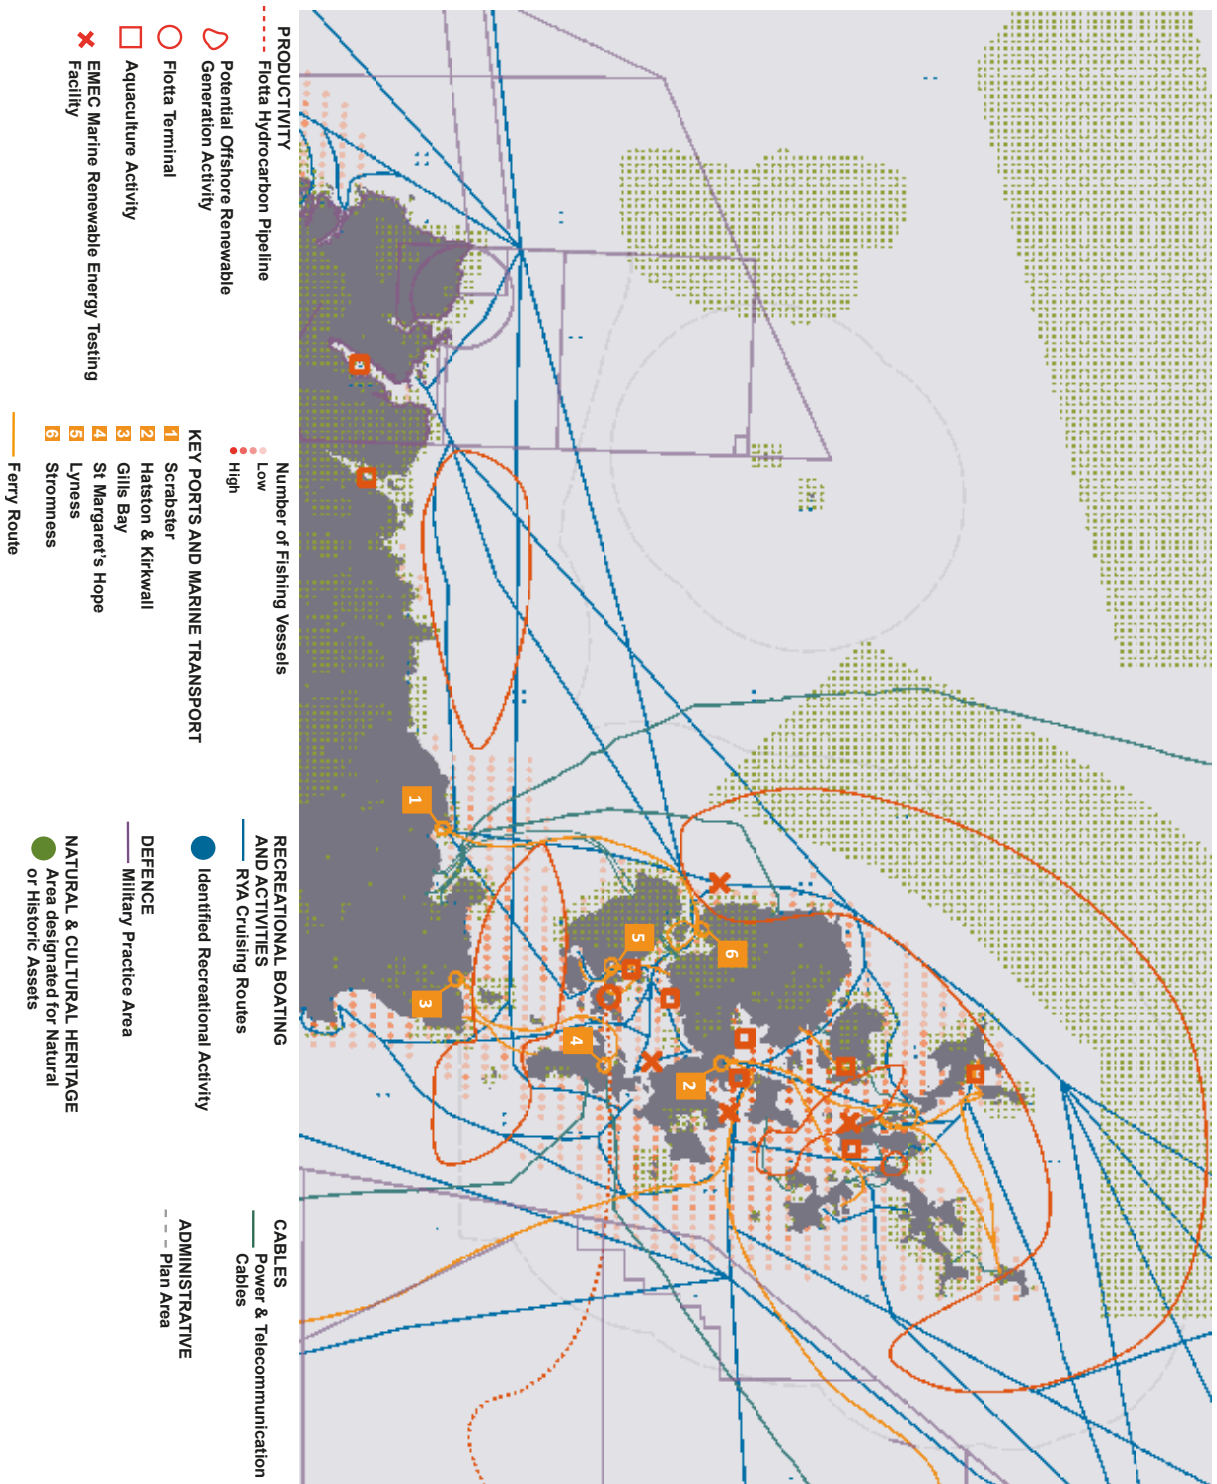 PRODUCTIVITY
Flotta Hydrocarbon Pipeline
Potential Offshore Renewable
Generation Activity
Flotta Terminal
Aquaculture Activity
EMEC Marine Renewable Energy Testing
Facility
Number of Fishing Vessels
Low
High
KEY PORTS AND MARINE TRANSPORT
1 Scrabster
2 Hatston & Kirkwall
3 Gills Bay
4 St Margaret's Hope
5 Lyness
6 Stromness
Ferry Route
RECREATIONAL BOATING
AND ACTIVITIES
RYA Cruising Routes
Identified Recreational Activity
DEFENCE
Military Practice Area
NATURAL & CULTURAL HERITAGE
Area designated for Natural
or Historic Assets
CABLES
Power & Telecommunication
Cables
ADMINISTRATIVE
Plan Area
1
2
3
4
5
6